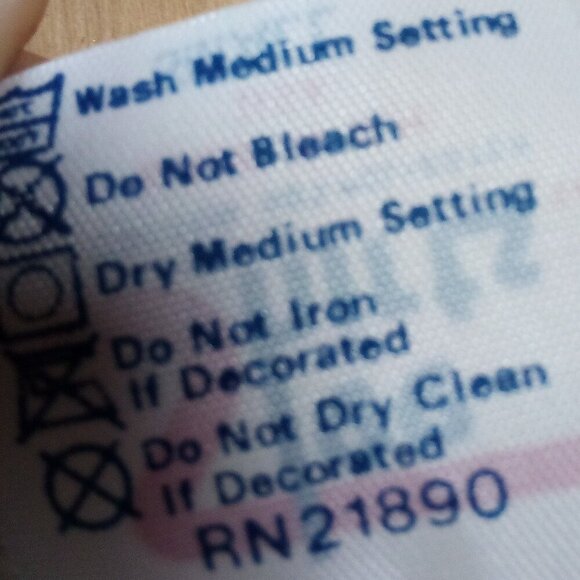 Wash Medium Setting
Do Not Bleach
Dry Medium Setting
Do Not Iron
If Decorated
Do Not Dry Clean
If Decorated
RN21890